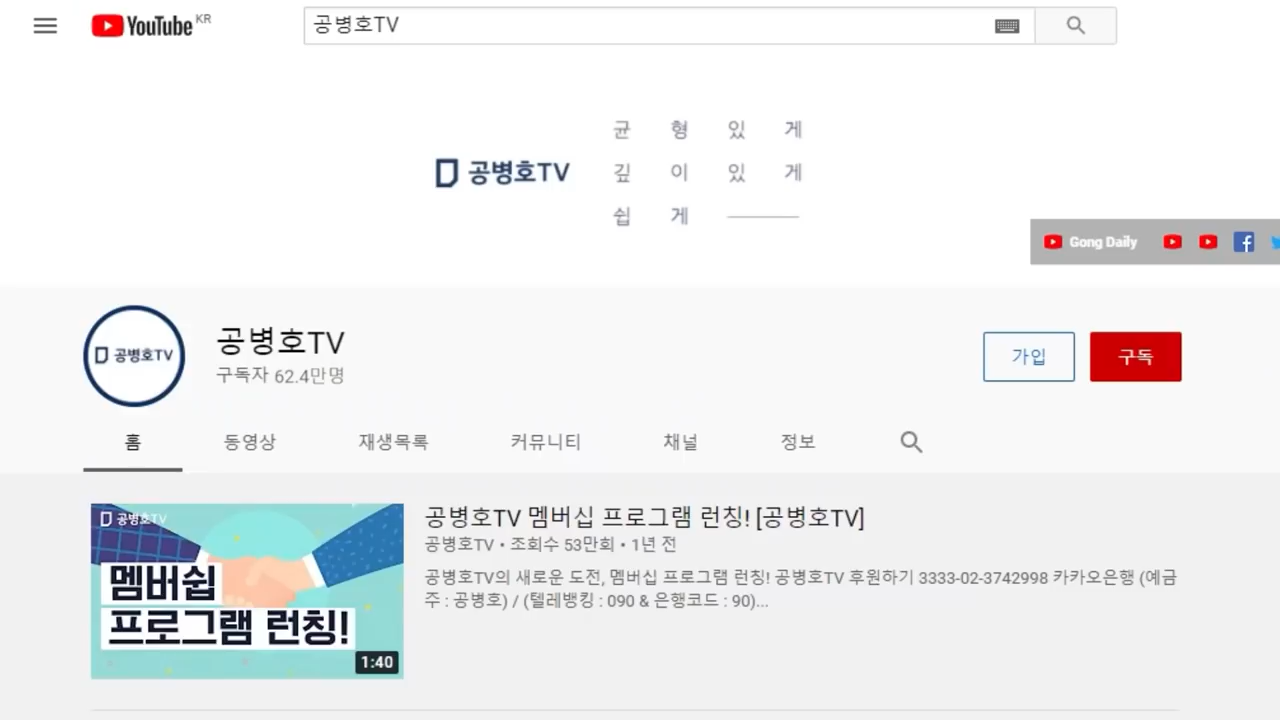 YouTube KR
공병호TV
균 형 있 게
공병호TV
깊 이 있 게
쉽 게
Gong Daily
공병호TV
공병호TV
구독자 62.4만명
가입
구독
홈
동영상
재생목록
커뮤니티
채널
정보
공병호TV
멤버쉽
프로그램 런칭!
1:40
공병호TV 멤버십 프로그램 런칭! [공병호TV]
공병호TV • 조회수 53만회 • 1년 전
공병호TV의 새로운 도전, 멤버십 프로그램 런칭! 공병호TV 후원하기 3333-02-3742998 카카오은행 (예금
주 : 공병호) / (텔레뱅킹 : 090 & 은행코드 : 90)...